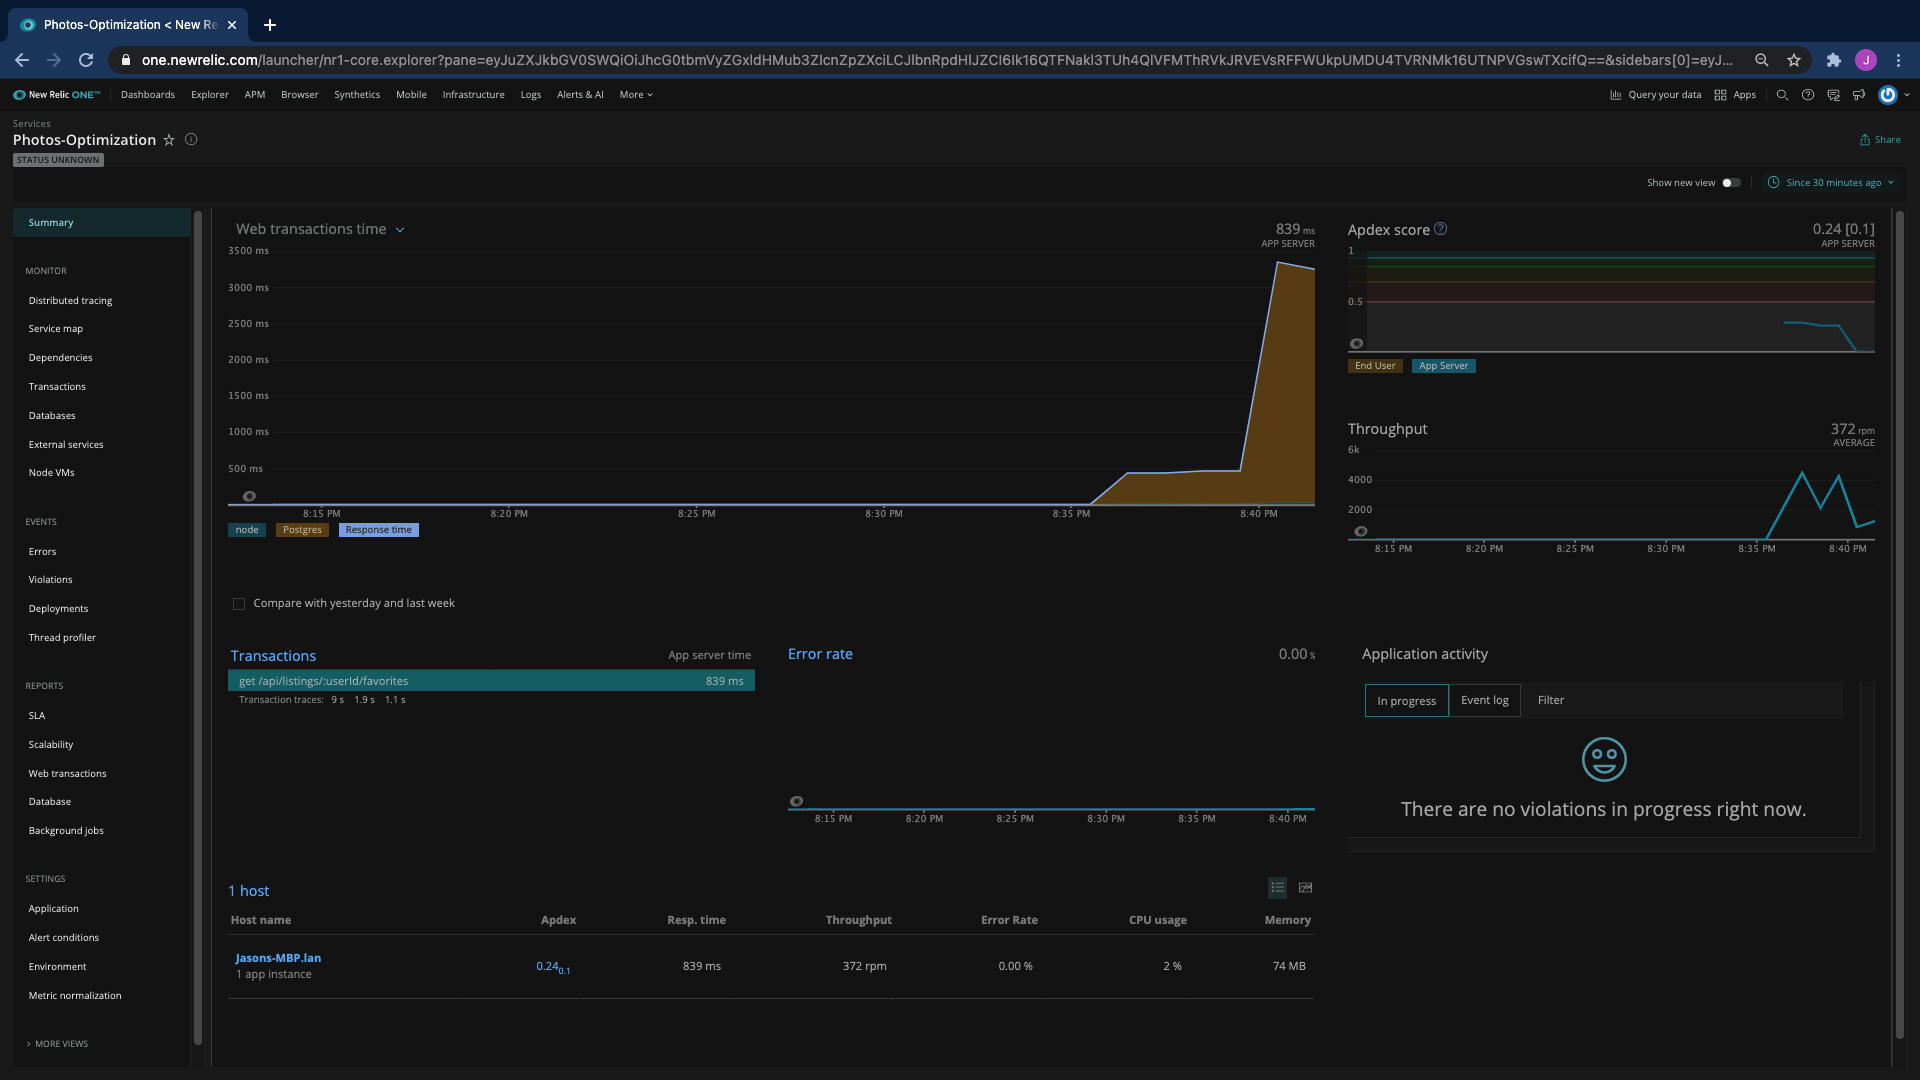 Photos-Optimization < New Re
one.newrelic.com/launcher/nr1-core.explorer?pane=
J
New Relic ONE™ Dashboards Explorer APM Browser Synthetics Mobile Infrastructure Logs Alerts & AI More Query your data Apps
Services
Photos-Optimization
Share
STATUS UNKNOWN
Show new view Since 30 minutes ago
Summary
MONITOR
Distributed tracing
Service map
Dependencies
Transactions
Databases
External services
Node VMs
EVENTS
Errors
Violations
Deployments
Thread profiler
REPORTS
SLA
Scalability
Web transactions
Database
Background jobs
SETTINGS
Application
Alert conditions
Environment
Metric normalization
MORE VIEWS
Web transactions time
839 ms
APP SERVER
3500 ms
3000 ms
2500 ms
2000 ms
1500 ms
1000 ms
500 ms
8:15 PM 8:20 PM 8:25 PM 8:30 PM 8:35 PM 8:40 PM
node Postgres Response time
Apdex score ?
0.24 [0.1]
APP SERVER
1
0.5
End User App Server
Throughput
372 rpm
AVERAGE
6k
4000
2000
8:15 PM 8:20 PM 8:25 PM 8:30 PM 8:35 PM 8:40 PM
Compare with yesterday and last week
Transactions App server time
get /api/listings/:userId/favorites 839 ms
Transaction traces: 9 s 1.9 s 1.1 s
Error rate 0.00 %
8:15 PM 8:20 PM 8:25 PM 8:30 PM 8:35 PM 8:40 PM
Application activity
In progress Event log Filter
There are no violations in progress right now.
1 host
Host name Apdex Resp. time Throughput Error Rate CPU usage Memory
Jasons-MBP.lan 0.24 0.1 839 ms 372 rpm 0.00 % 2 % 74 MB
1 app instance